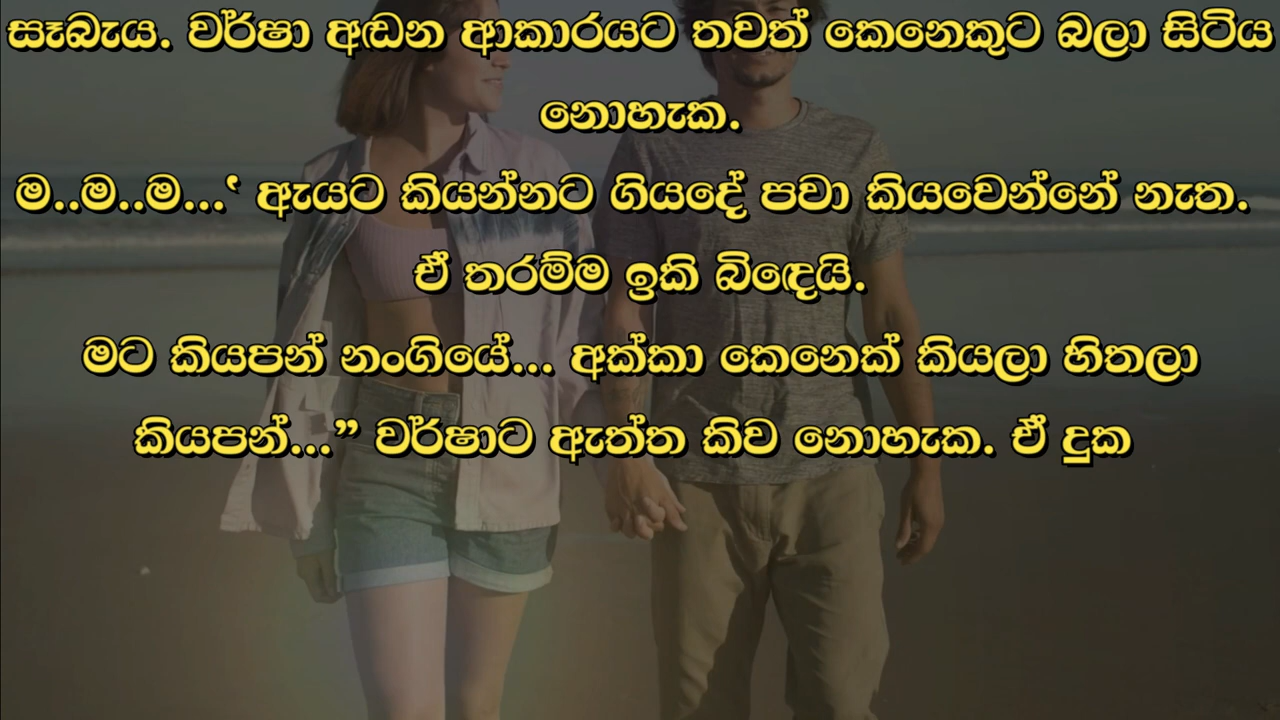 සෑබැය. වර්ෂා අඬන ආකාරයට තවත් කෙනෙකුට බලා සිටිය
නොහැක.
ම..ම..ම...‛ ඇයට කියන්නට ගියදේ පවා කියවෙන්නේ නැත.
ඒ තරම්ම ඉකි බිඳෙයි.
මට කියපන් නංගියේ... අක්කා කෙනෙක් කියලා හිතලා
කියපන්...” වර්ෂාට ඇත්ත කිව නොහැක. ඒ දුක